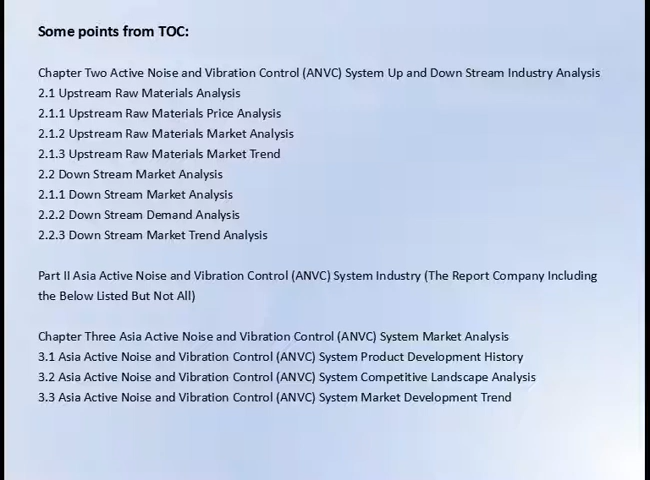 Some points from TOC:
Chapter Two Active Noise and Vibration Control (ANVC) System Up and Down Stream Industry Analysis
2.1 Upstream Raw Materials Analysis
2.1.1 Upstream Raw Materials Price Analysis
2.1.2 Upstream Raw Materials Market Analysis
2.1.3 Upstream Raw Materials Market Trend
2.2 Down Stream Market Analysis
2.1.1 Down Stream Market Analysis
2.2.2 Down Stream Demand Analysis
2.2.3 Down Stream Market Trend Analysis
Part II Asia Active Noise and Vibration Control (ANVC) System Industry (The Report Company Including
the Below Listed But Not All)
Chapter Three Asia Active Noise and Vibration Control (ANVC) System Market Analysis
3.1 Asia Active Noise and Vibration Control (ANVC) System Product Development History
3.2 Asia Active Noise and Vibration Control (ANVC) System Competitive Landscape Analysis
3.3 Asia Active Noise and Vibration Control (ANVC) System Market Development Trend